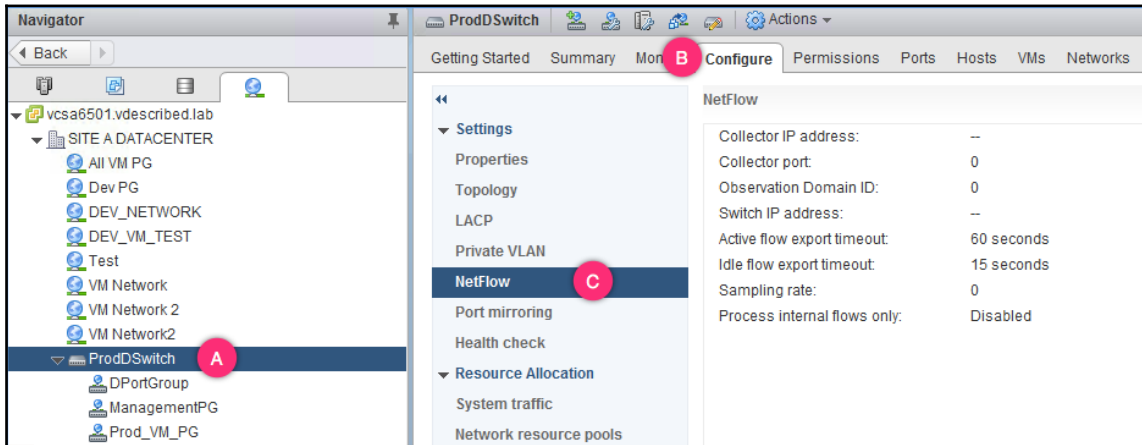 Navigator
Back
vcsa6501.vdescribed.lab
SITE A DATACENTER
All VM PG
Dev PG
DEV_NETWORK
DEV_VM_TEST
Test
VM Network
VM Network 2
VM Network2
ProdDSwitch A
DPortGroup
ManagementPG
Prod_VM_PG
ProdDSwitch Actions
Getting Started Summary Mon B Configure Permissions Ports Hosts VMs Networks
Settings
Properties
Topology
LACP
Private VLAN
NetFlow C
Port mirroring
Health check
Resource Allocation
System traffic
Network resource pools
NetFlow
Collector IP address: --
Collector port: 0
Observation Domain ID: 0
Switch IP address: --
Active flow export timeout: 60 seconds
Idle flow export timeout: 15 seconds
Sampling rate: 0
Process internal flows only: Disabled